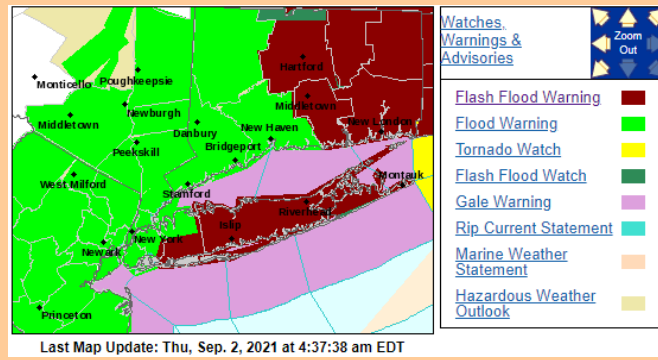 Hartford
Monticello
Poughkeepsie
Middletown
Middletown
Newburgh
New London
Danbury
New Haven
Bridgeport
Peekskill
West Milford
Stamford
Montauk
Riverhead
Islip
New York
Newark
Princeton
Last Map Update: Thu, Sep. 2, 2021 at 4:37:38 am EDT
Watches,
Warnings &
Advisories
Zoom
Out
Flash Flood Warning
Flood Warning
Tornado Watch
Flash Flood Watch
Gale Warning
Rip Current Statement
Marine Weather
Statement
Hazardous Weather
Outlook